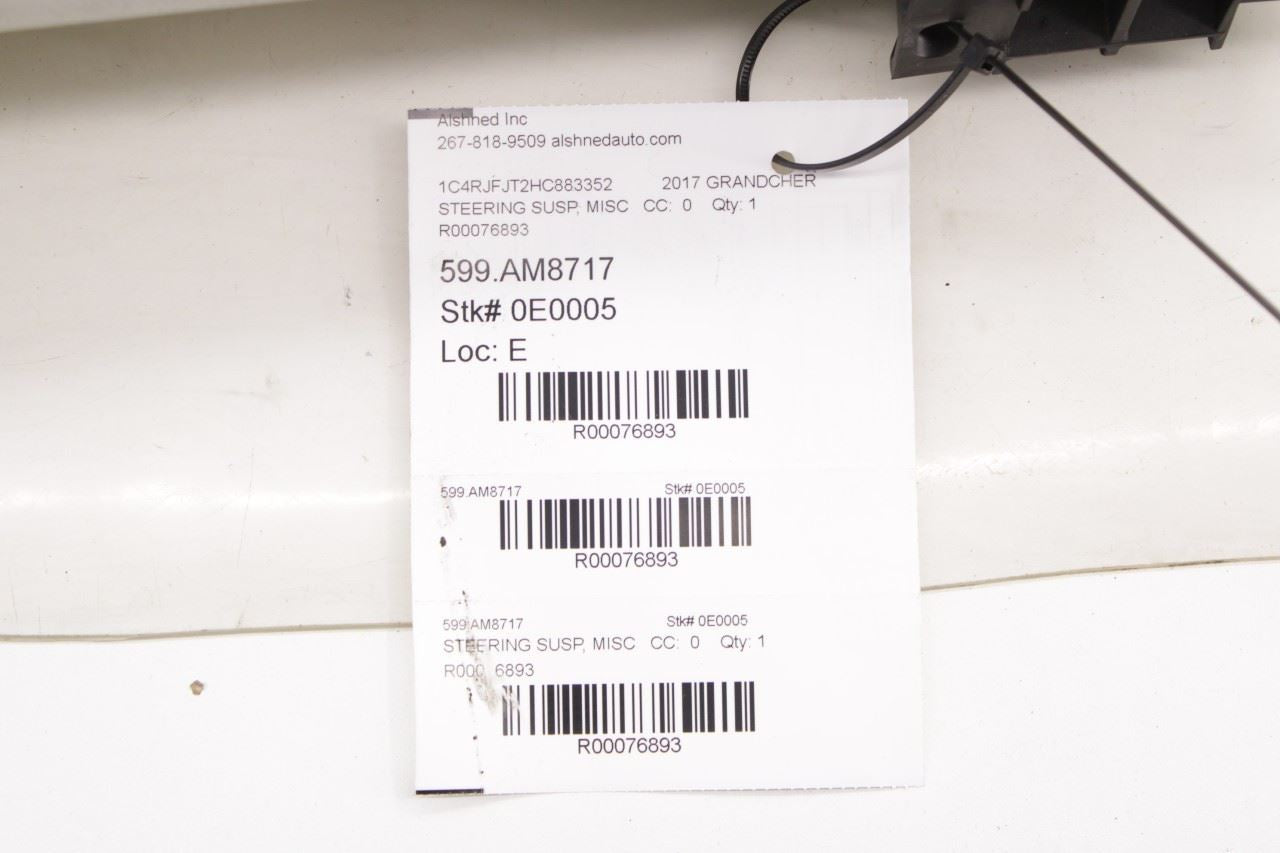 Alshned Inc
267-818-9509 alshnedauto.com
1C4RJFJT2HC883352 2017 GRANDCHER
STEERING SUSP, MISC CC: 0 Qty: 1
R00076893
599.AM8717
Stk# 0E0005
Loc: E
R00076893
599.AM8717 Stk# 0E0005
R00076893
599.AM8717 Stk# 0E0005
STEERING SUSP, MISC CC: 0 Qty: 1
R000 6893
R00076893